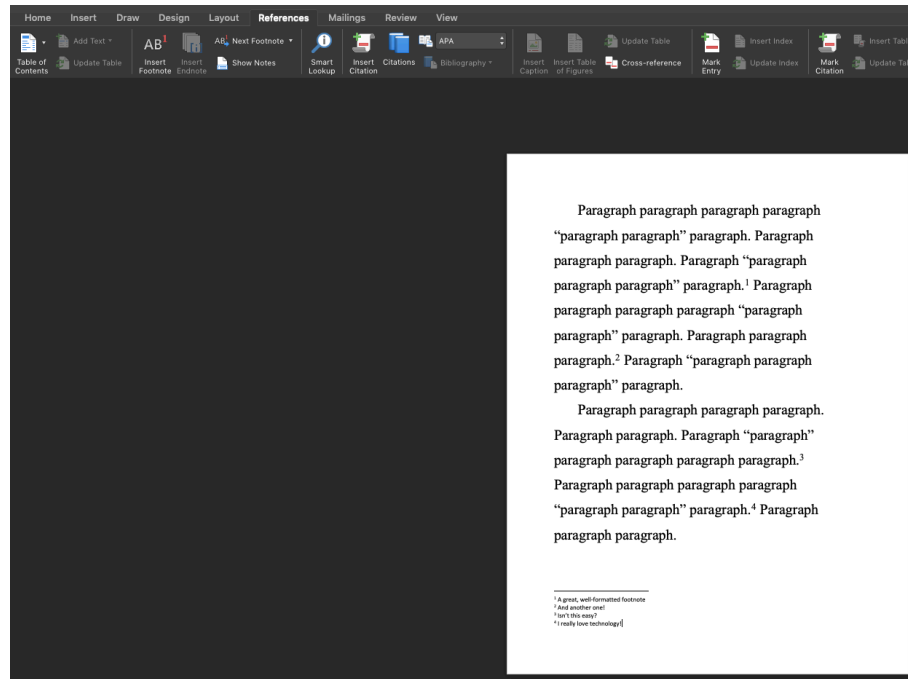 Home Insert Draw Design Layout References Mailings Review View
Add Text AB1 AB1 Next Footnote APA Update Table Insert Index Insert Tabl
Table of Contents Update Table Insert Footnote Insert Endnote Show Notes Smart Lookup Insert Citation Citations Bibliography Insert Caption Insert Table of Figures Cross-reference Mark Entry Update Index Mark Citation Update Tab
Paragraph paragraph paragraph paragraph
“paragraph paragraph” paragraph. Paragraph
paragraph paragraph. Paragraph “paragraph
paragraph paragraph” paragraph.1 Paragraph
paragraph paragraph paragraph “paragraph
paragraph” paragraph. Paragraph paragraph
paragraph.2 Paragraph “paragraph paragraph
paragraph” paragraph.
Paragraph paragraph paragraph paragraph.
Paragraph paragraph. Paragraph “paragraph”
paragraph paragraph paragraph paragraph.3
Paragraph paragraph paragraph paragraph
“paragraph paragraph” paragraph.4 Paragraph
paragraph paragraph.
1 A great, well-formatted footnote
2 And another one!
3 Isn't this easy?
4 I really love technology!